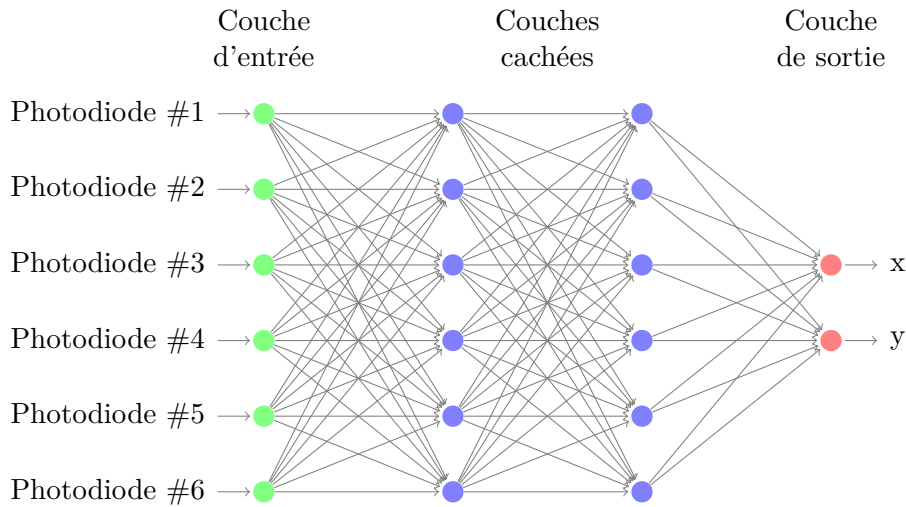 Couche
d'entrée
Couches
cachées
Couche
de sortie
Photodiode #1
Photodiode #2
Photodiode #3
Photodiode #4
Photodiode #5
Photodiode #6
x
y